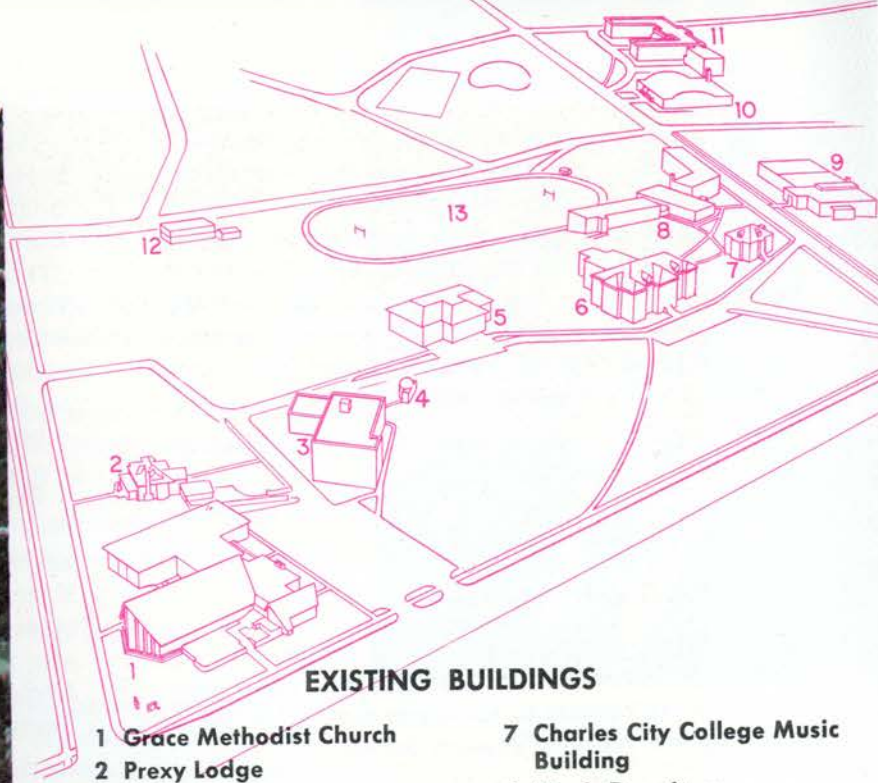 11
10
9
12
13
8
7
5
6
4
3
2
1
EXISTING BUILDINGS
1 Grace Methodist Church
2 Prexy Lodge
7 Charles City College Music
Building